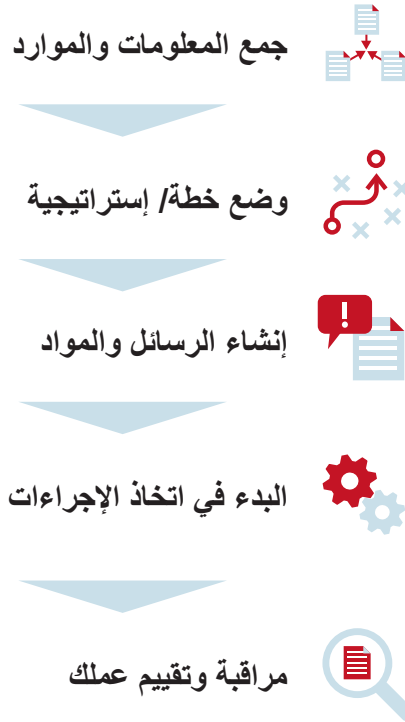 جمع المعلومات والموارد
وضع خطة/ إستراتيجية
إنشاء الرسائل والمواد
البدء في اتخاذ الإجراءات
مراقبة وتقييم عملك